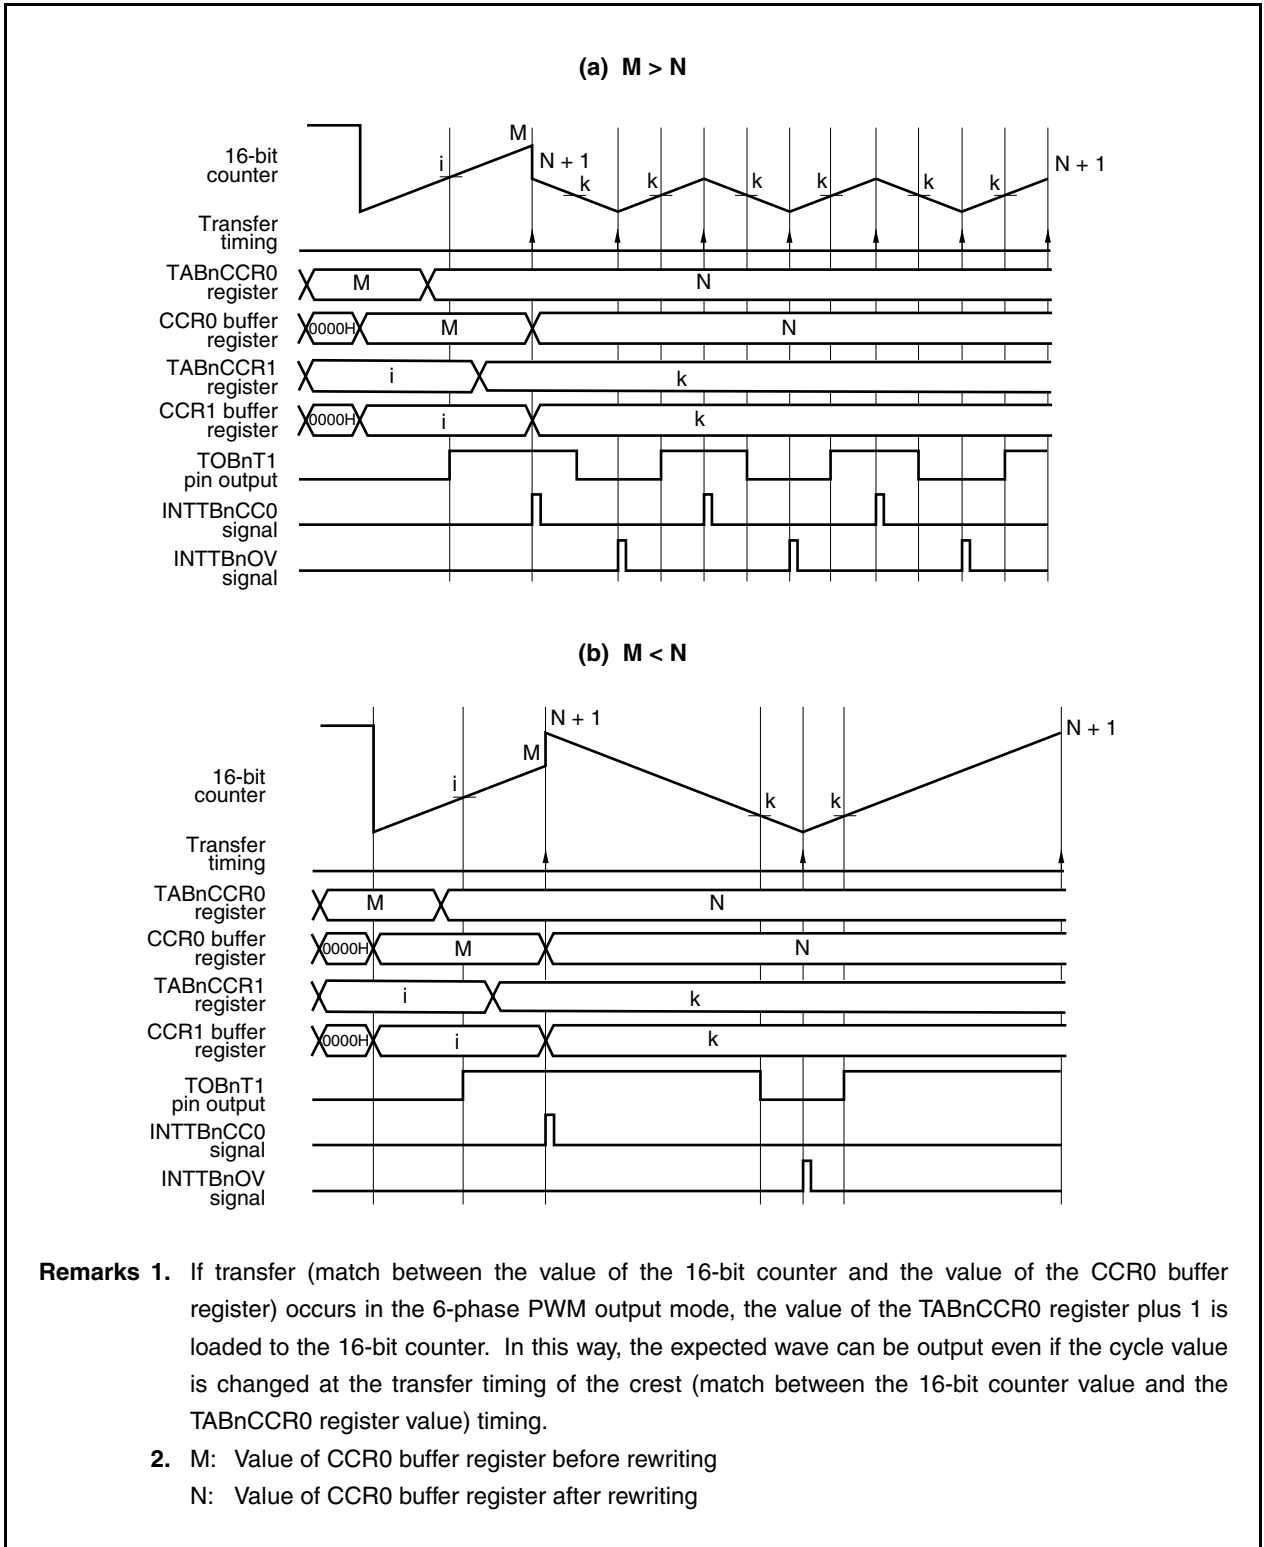 (a) M > N
M
i
N + 1
k
k
k
k
k
k
N + 1
16-bit
counter
Transfer
timing
TABnCCR0
register
M
N
CCR0 buffer
register
0000H
M
N
TABnCCR1
register
i
k
CCR1 buffer
register
0000H
i
k
TOBnT1
pin output
INTTBnCC0
signal
INTTBnOV
signal
(b) M < N
N + 1
M
i
k
k
N + 1
16-bit
counter
Transfer
timing
TABnCCR0
register
M
N
CCR0 buffer
register
0000H
M
N
TABnCCR1
register
i
k
CCR1 buffer
register
0000H
i
k
TOBnT1
pin output
INTTBnCC0
signal
INTTBnOV
signal
Remarks 1. If transfer (match between the value of the 16-bit counter and the value of the CCR0 buffer
register) occurs in the 6-phase PWM output mode, the value of the TABnCCR0 register plus 1 is
loaded to the 16-bit counter. In this way, the expected wave can be output even if the cycle value
is changed at the transfer timing of the crest (match between the 16-bit counter value and the
TABnCCR0 register value) timing.
2. M: Value of CCR0 buffer register before rewriting
N: Value of CCR0 buffer register after rewriting